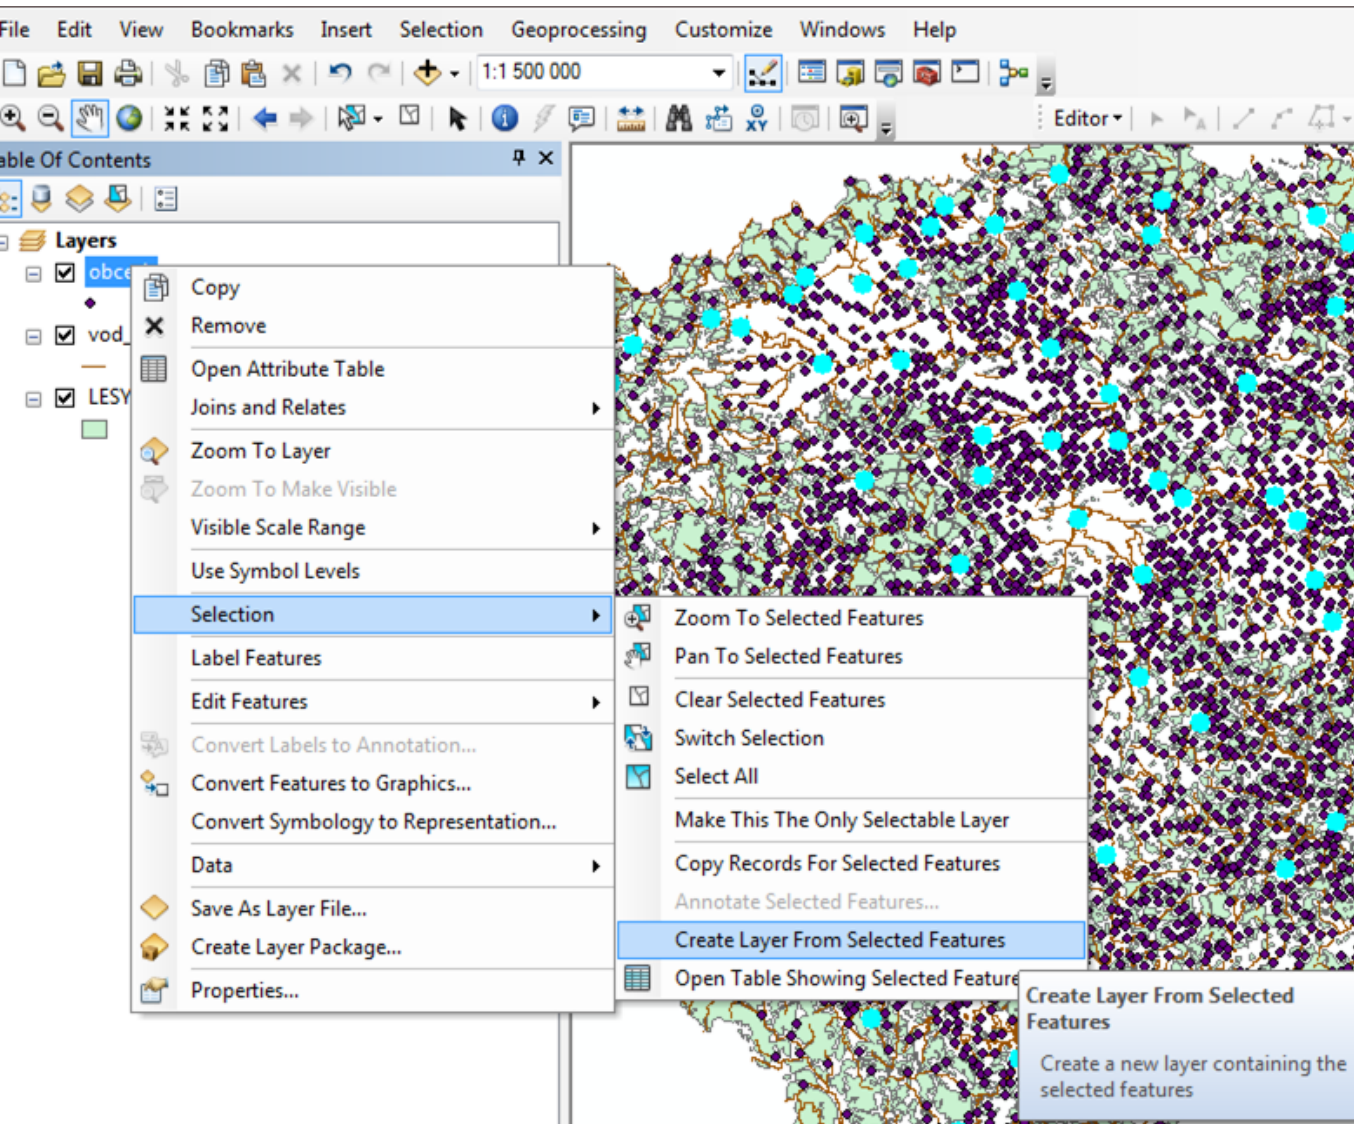 File Edit View Bookmarks Insert Selection Geoprocessing Customize Windows Help
1:1 500 000
XY
Editor
Table Of Contents
Layers
vod_
LESY
Copy
Remove
Open Attribute Table
Joins and Relates
Zoom To Layer
Zoom To Make Visible
Visible Scale Range
Use Symbol Levels
Selection
Label Features
Edit Features
Convert Labels to Annotation...
Convert Features to Graphics...
Convert Symbology to Representation...
Data
Save As Layer File...
Create Layer Package...
Properties...
Zoom To Selected Features
Pan To Selected Features
Clear Selected Features
Switch Selection
Select All
Make This The Only Selectable Layer
Copy Records For Selected Features
Annotate Selected Features...
Create Layer From Selected Features
Open Table Showing Selected Feature
Create Layer From Selected
Features
Create a new layer containing the
selected features